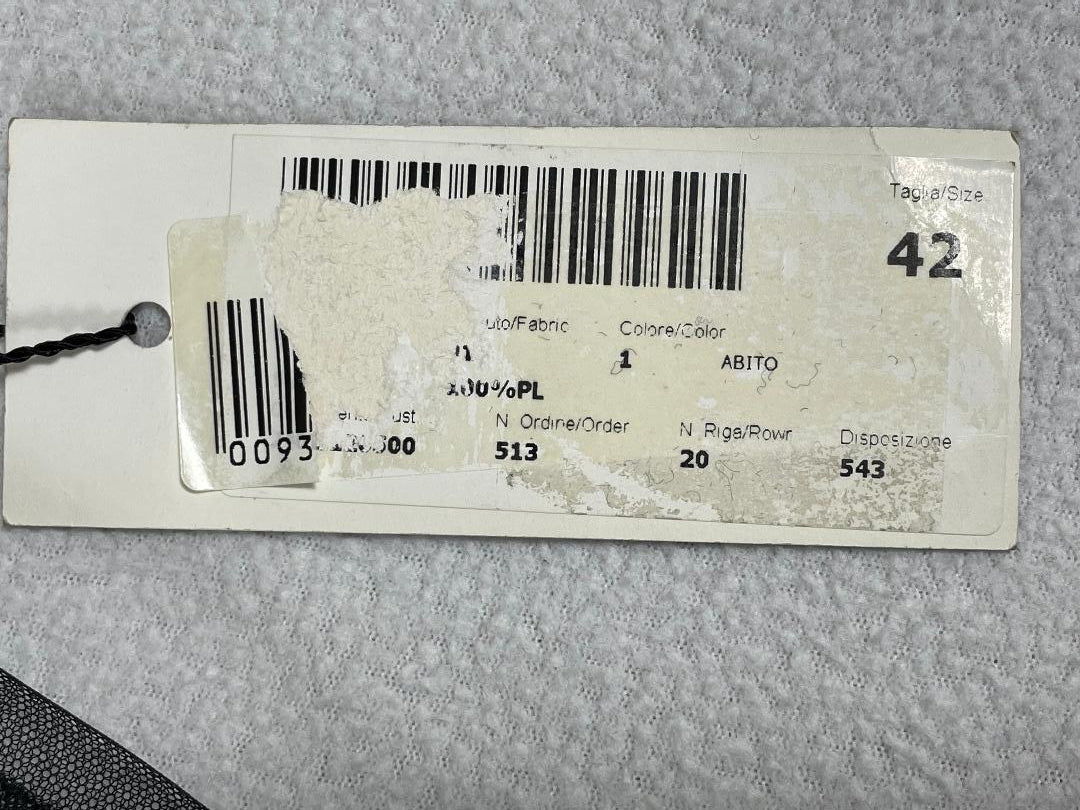 Taglia/Size
42
uto/Fabric Colore/Color
1 ABITO
100%PL
N Ordine/Order N Riga/Rowr Disposizione
513 20 543
0093